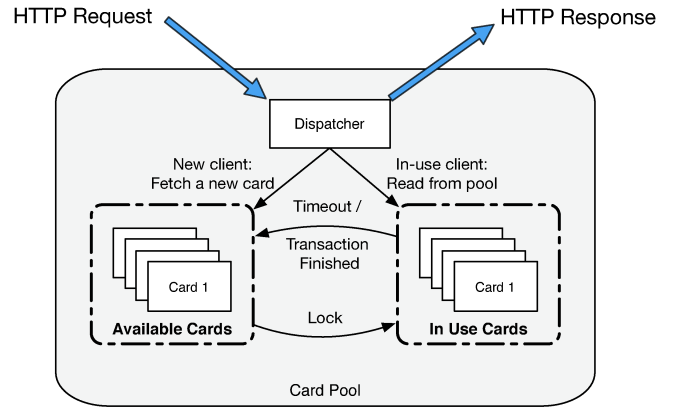 HTTP Request
HTTP Response
Dispatcher
New client:
Fetch a new card
In-use client:
Read from pool
Timeout /
Transaction
Finished
Card 1
Available Cards
Lock
Card 1
In Use Cards
Card Pool